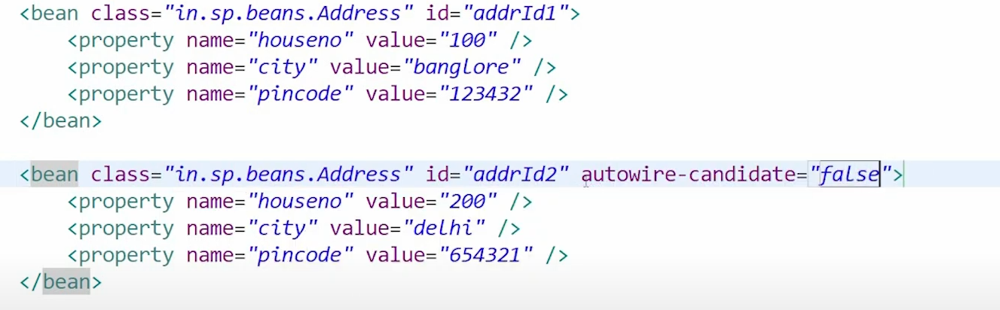 <bean class="in.sp.beans.Address" id="addrId1">
<property name="houseno" value="100" />
<property name="city" value="banglore" />
<property name="pincode" value="123432" />
</bean>
<bean class="in.sp.beans.Address" id="addrId2" autowire-candidate="false">
<property name="houseno" value="200" />
<property name="city" value="delhi" />
<property name="pincode" value="654321" />
</bean>